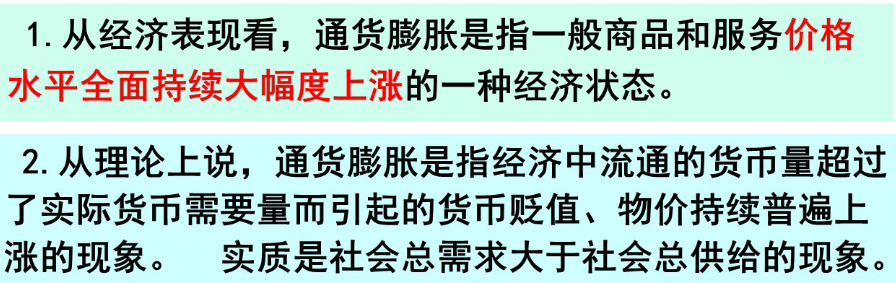 1.从经济表现看，通货膨胀是指一般商品和服务价格
水平全面持续大幅度上涨的一种经济状态。
2.从理论上说，通货膨胀是指经济中流通的货币量超过
了实际货币需要量而引起的货币贬值、物价持续普遍上
涨的现象。 实质是社会总需求大于社会总供给的现象。